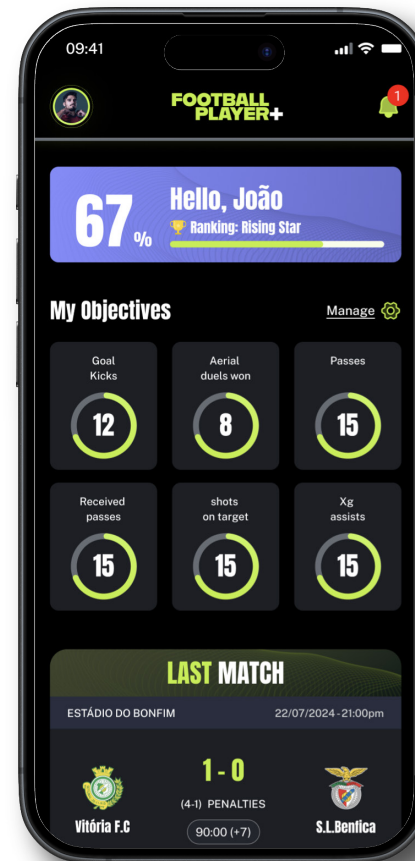 09:41
FOOTBALL
PLAYER+
1
67%
Hello, João
Ranking: Rising Star
My Objectives
Manage
Goal
Kicks
12
Aerial
duels won
8
Passes
15
Received
passes
15
shots
on target
15
Xg
assists
15
LAST MATCH
ESTÁDIO DO BONFIM
22/07/2024 - 21:00pm
1 - 0
(4-1) PENALTIES
90:00 (+7)
Vitória F.C
S.L.Benfica